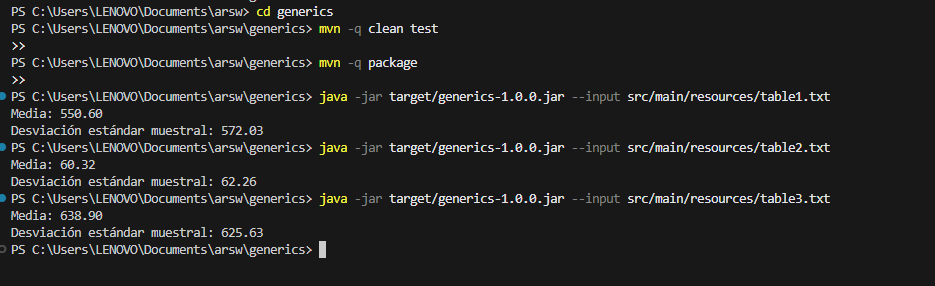 PS C:\Users\LENOVO\Documents\arsw> cd generics
PS C:\Users\LENOVO\Documents\arsw\generics> mvn -q clean test
>>
PS C:\Users\LENOVO\Documents\arsw\generics> mvn -q package
>>
PS C:\Users\LENOVO\Documents\arsw\generics> java -jar target/generics-1.0.0.jar --input src/main/resources/table1.txt
Media: 550.60
Desviación estándar muestral: 572.03
PS C:\Users\LENOVO\Documents\arsw\generics> java -jar target/generics-1.0.0.jar --input src/main/resources/table2.txt
Media: 60.32
Desviación estándar muestral: 62.26
PS C:\Users\LENOVO\Documents\arsw\generics> java -jar target/generics-1.0.0.jar --input src/main/resources/table3.txt
Media: 638.90
Desviación estándar muestral: 625.63
PS C:\Users\LENOVO\Documents\arsw\generics>